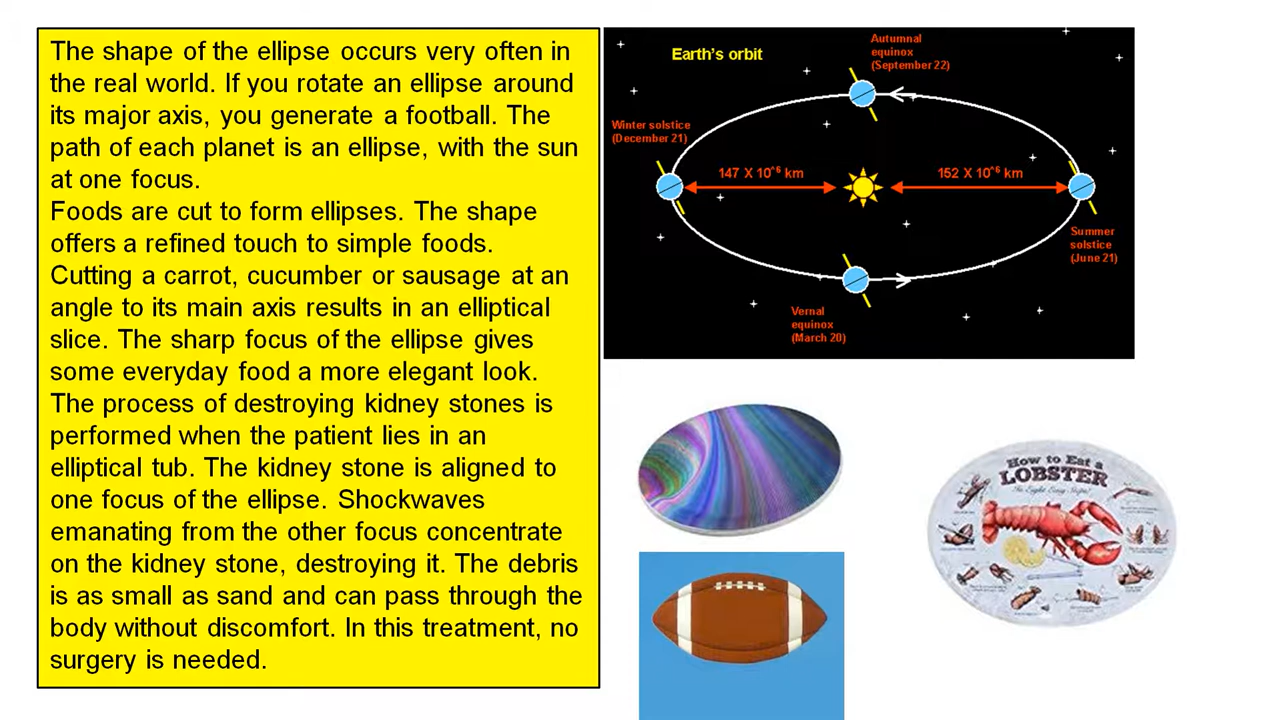 The shape of the ellipse occurs very often in
the real world. If you rotate an ellipse around
its major axis, you generate a football. The
path of each planet is an ellipse, with the sun
at one focus.
Foods are cut to form ellipses. The shape
offers a refined touch to simple foods.
Cutting a carrot, cucumber or sausage at an
angle to its main axis results in an elliptical
slice. The sharp focus of the ellipse gives
some everyday food a more elegant look.
The process of destroying kidney stones is
performed when the patient lies in an
elliptical tub. The kidney stone is aligned to
one focus of the ellipse. Shockwaves
emanating from the other focus concentrate
on the kidney stone, destroying it. The debris
is as small as sand and can pass through the
body without discomfort. In this treatment, no
surgery is needed.
Earth's orbit
Autumnal
equinox
(September 22)
Winter solstice
(December 21)
147 X 10^6 km
152 X 10^6 km
Summer
solstice
(June 21)
Vernal
equinox
(March 20)
How to Eat a
LOBSTER
In Eight Easy Steps!